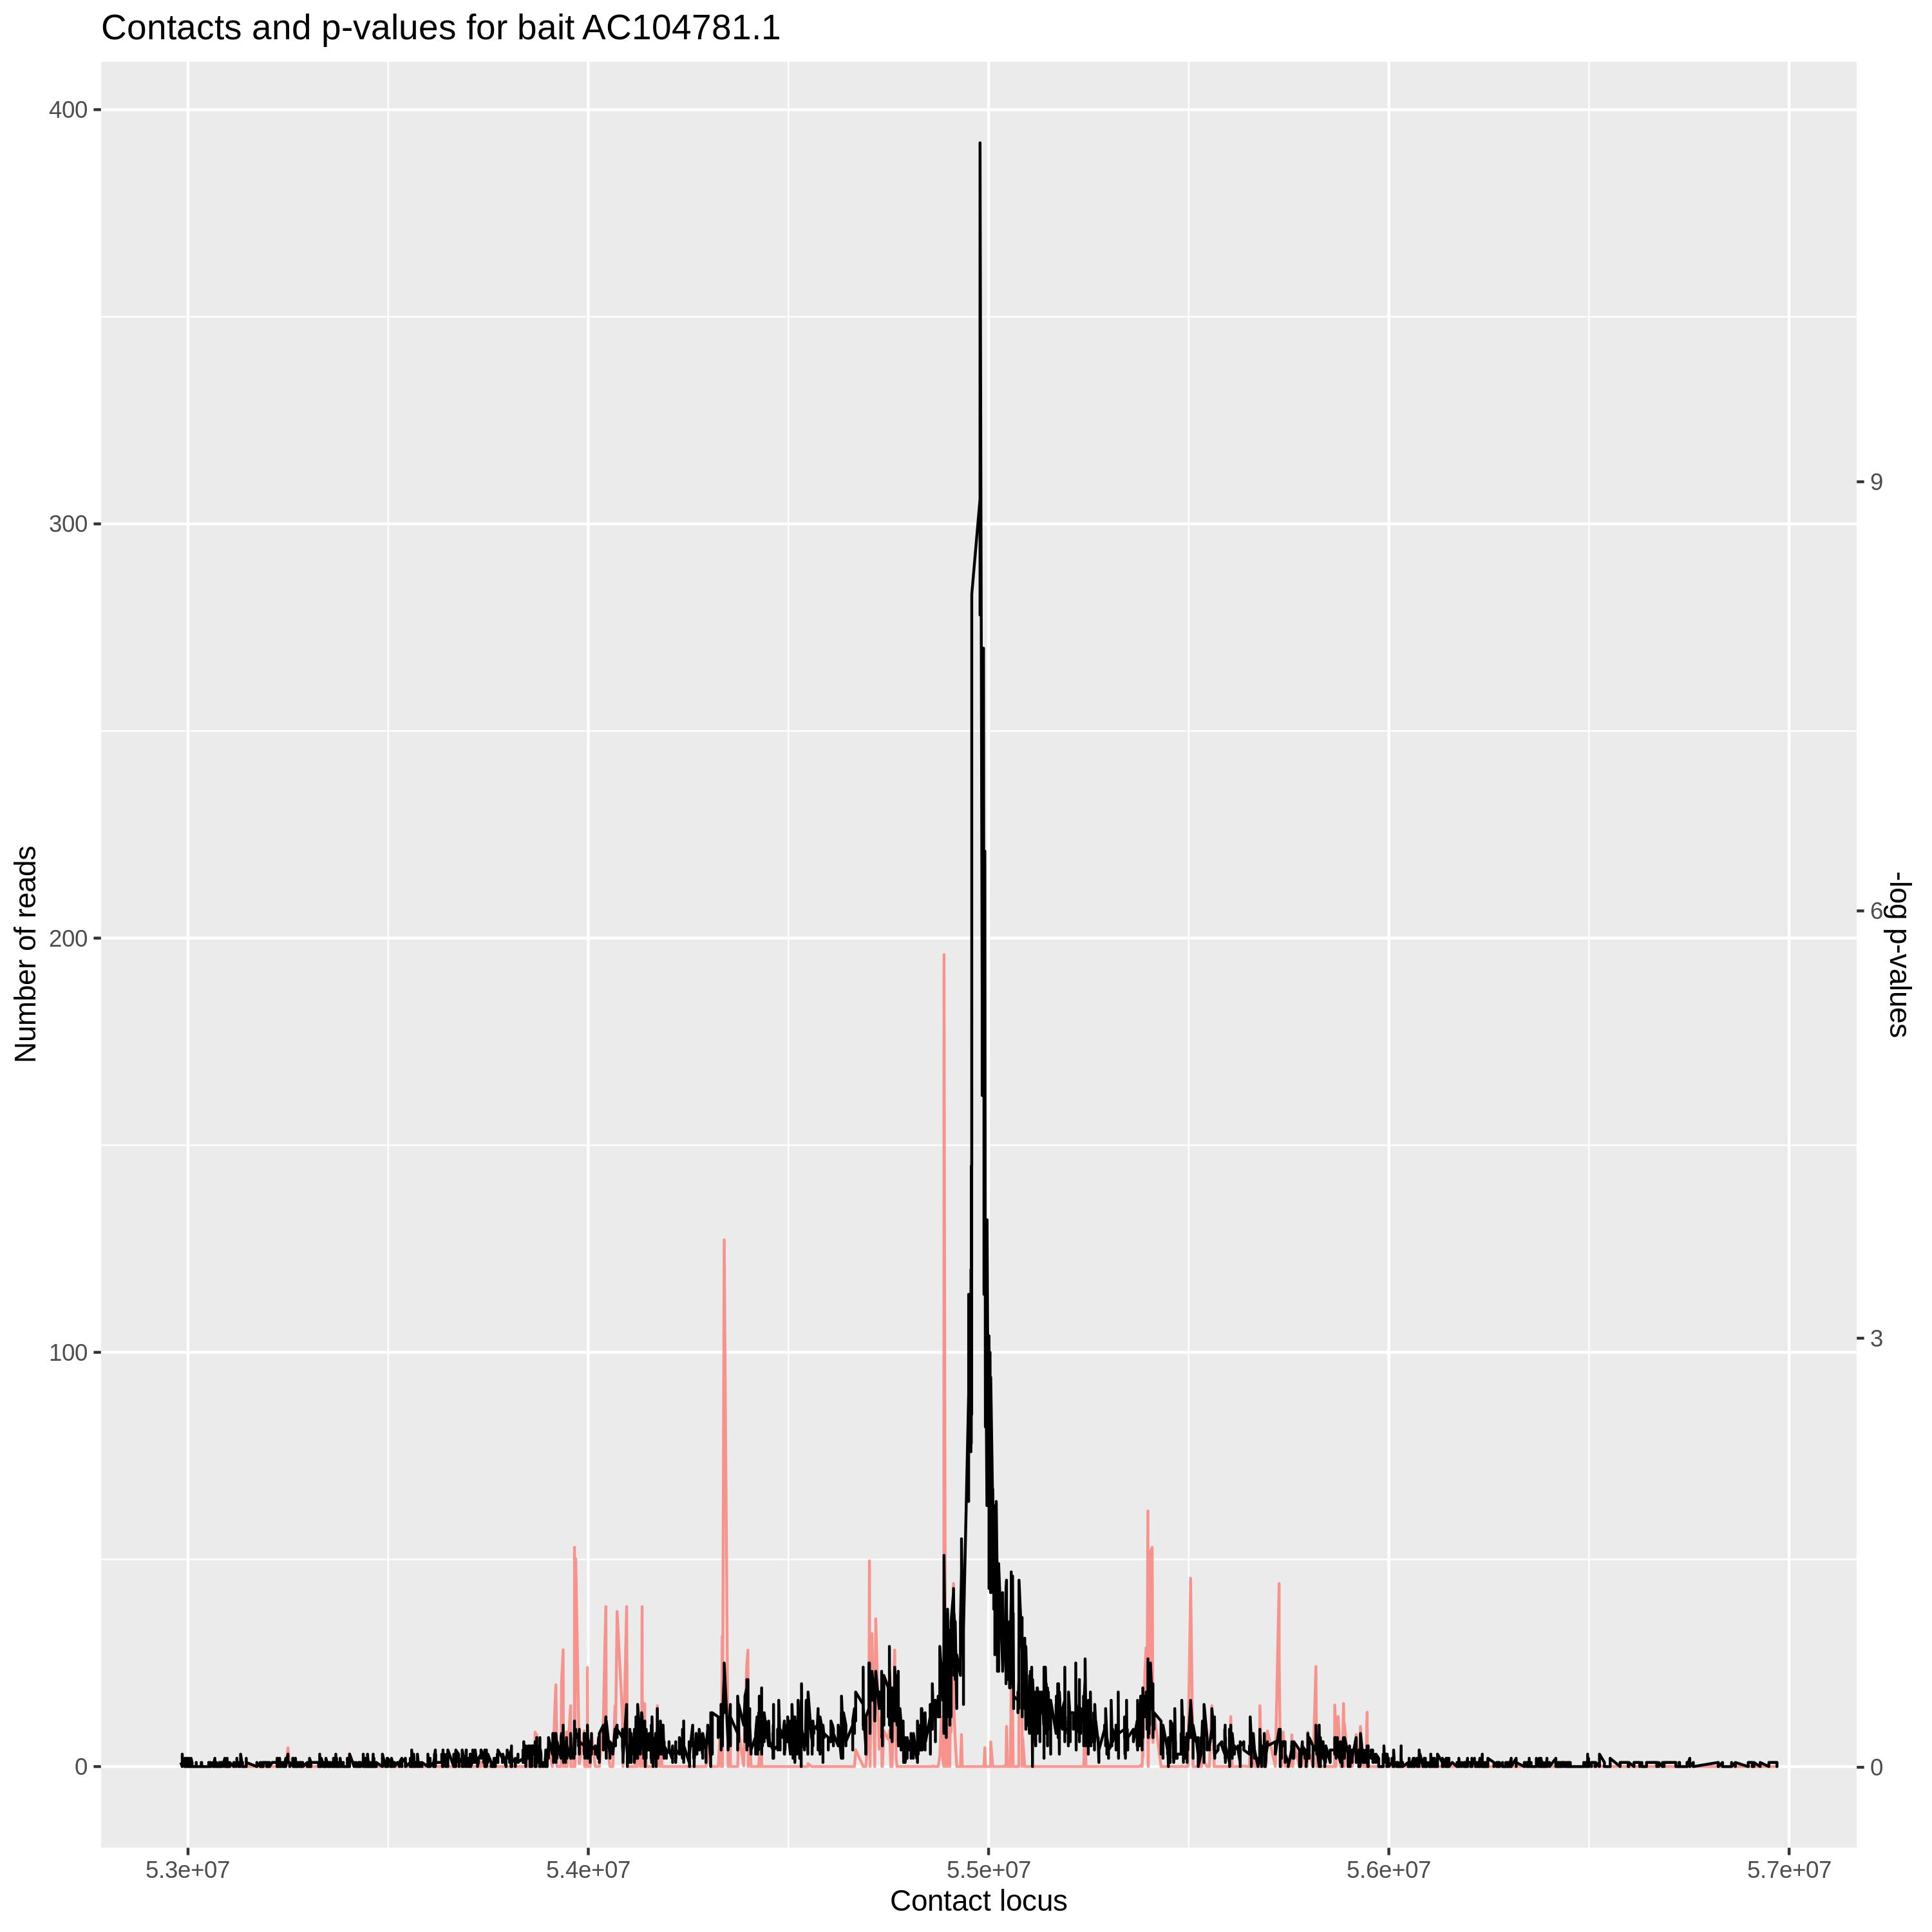 Contacts and p-values for bait AC104781.1
400
300
200
100
0
Number of reads
9
6
3
0
-log p-values
5.3e+07 5.4e+07 5.5e+07 5.6e+07 5.7e+07
Contact locus